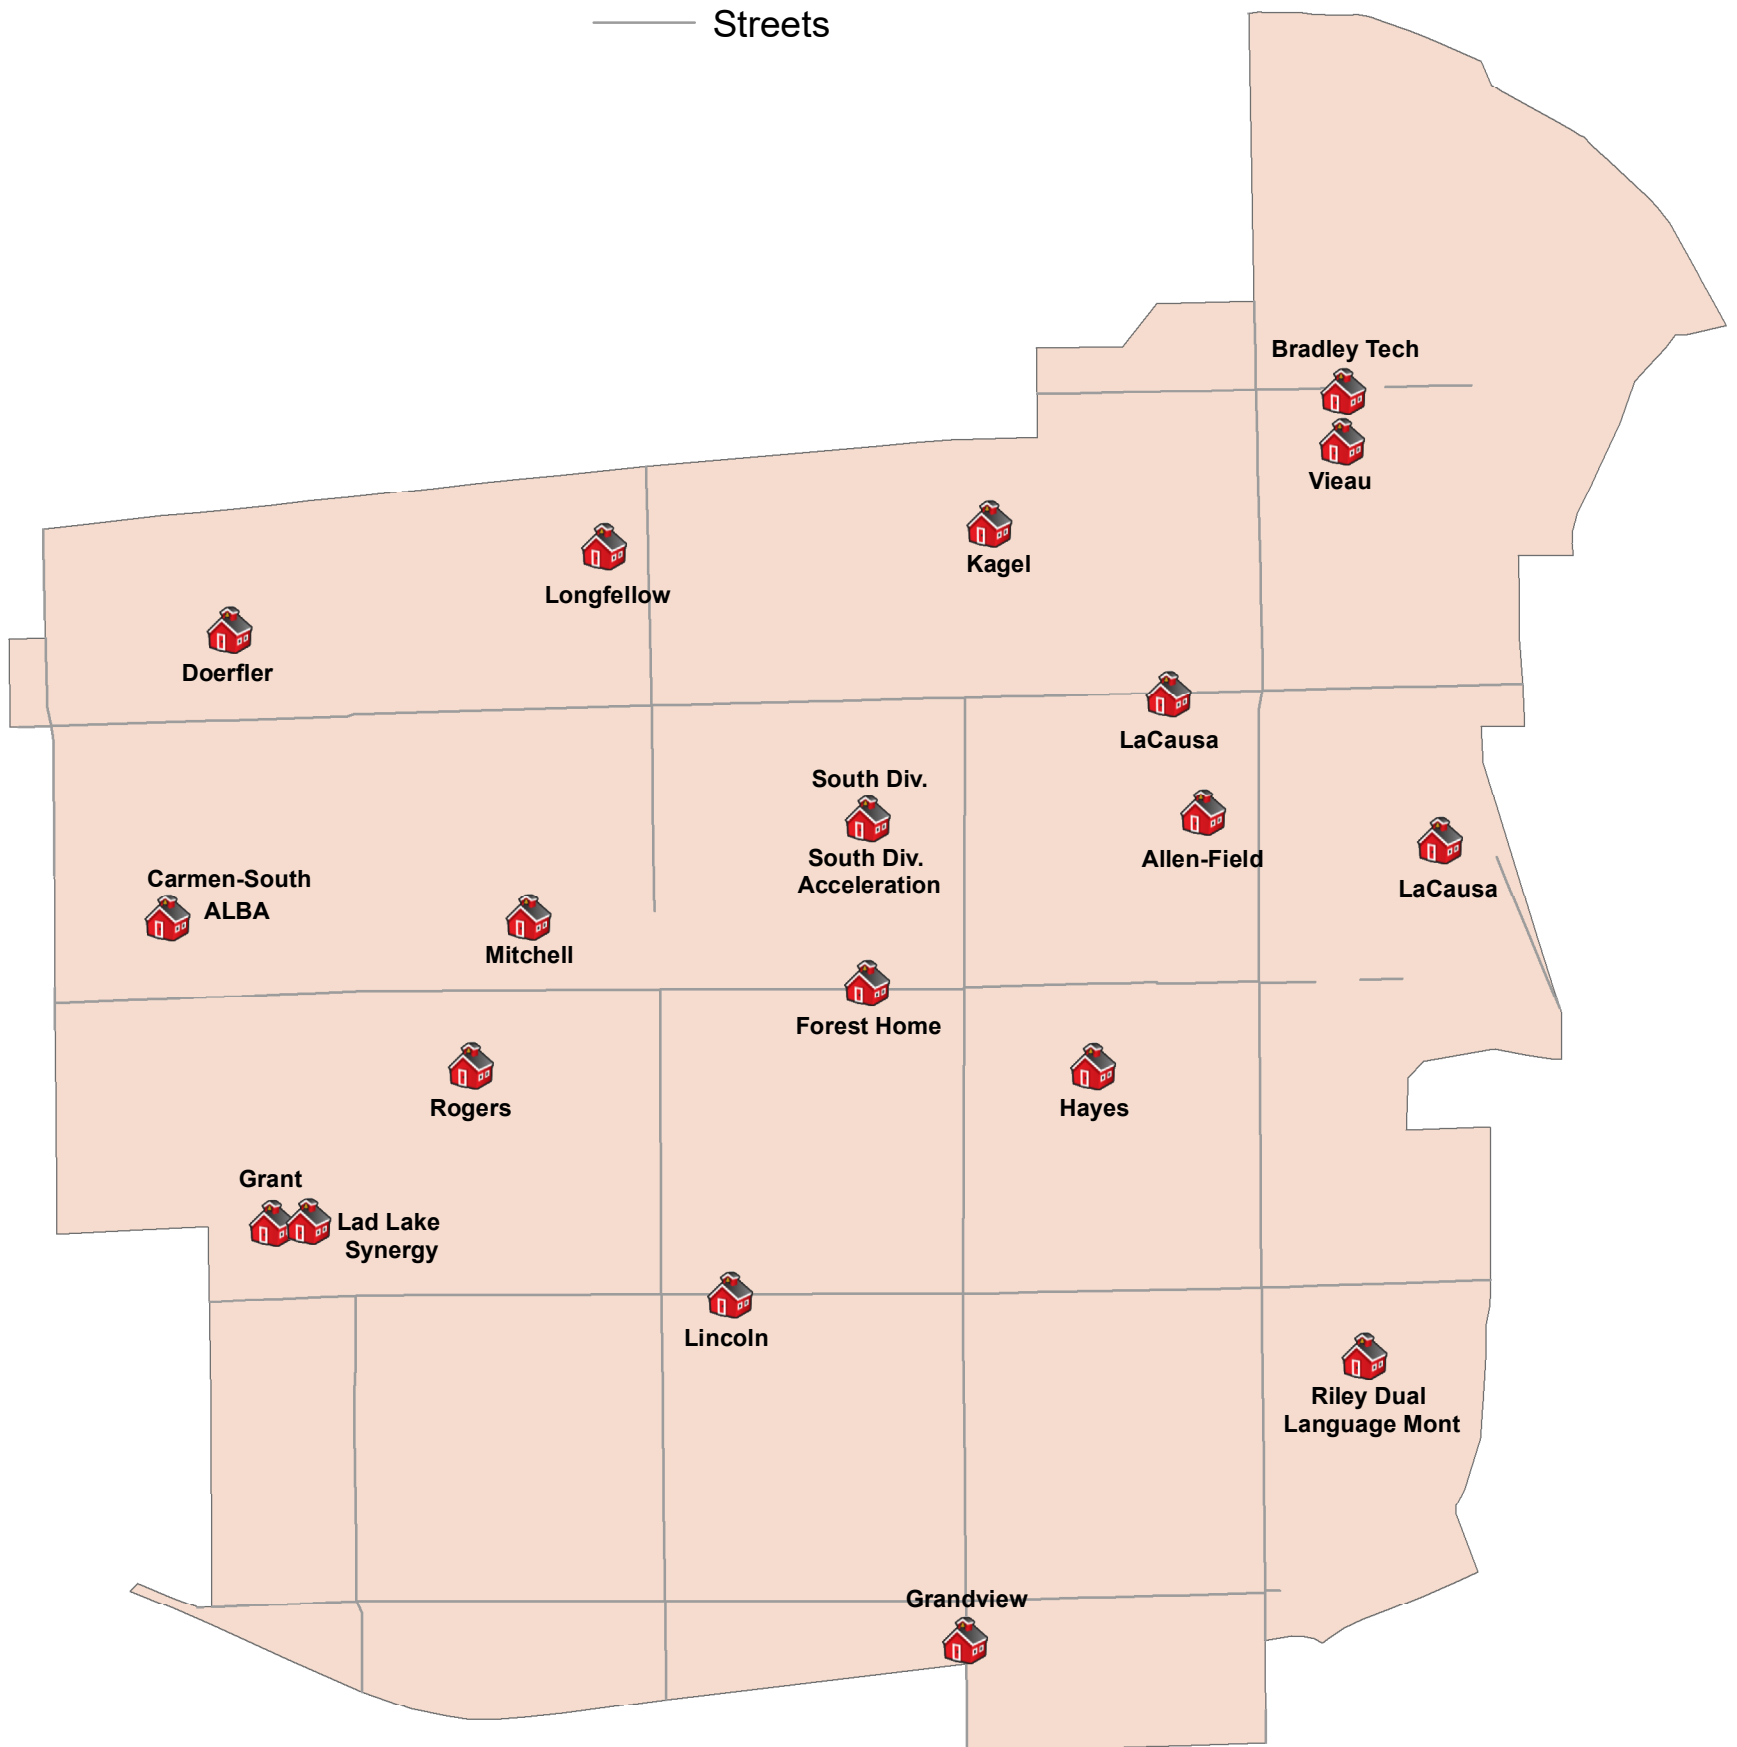 Streets
Bradley Tech
Vieau
Kagel
Longfellow
Doerfler
LaCausa
South Div.
South Div.
Acceleration
Allen-Field
LaCausa
Carmen-South
ALBA
Mitchell
Forest Home
Rogers
Hayes
Grant
Lad Lake
Synergy
Lincoln
Riley Dual
Language Mont
Grandview